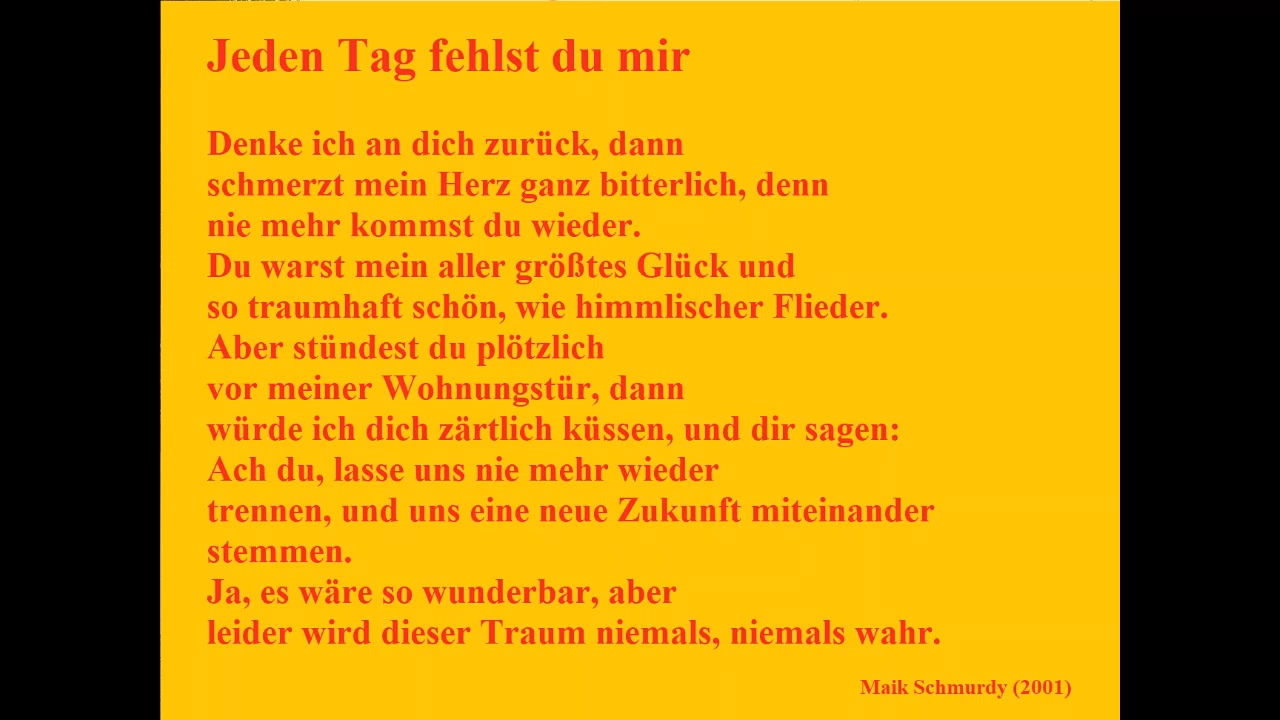 Jeden Tag fehlst du mir
Denke ich an dich zurück, dann
schmerzt mein Herz ganz bitterlich, denn
nie mehr kommst du wieder.
Du warst mein aller größtes Glück und
so traumhaft schön, wie himmlischer Flieder.
Aber stündest du plötzlich
vor meiner Wohnungstür, dann
würde ich dich zärtlich küssen, und dir sagen:
Ach du, lasse uns nie mehr wieder
trennen, und uns eine neue Zukunft miteinander
stemmen.
Ja, es wäre so wunderbar, aber
leider wird dieser Traum niemals, niemals wahr.
Maik Schmurdy (2001)